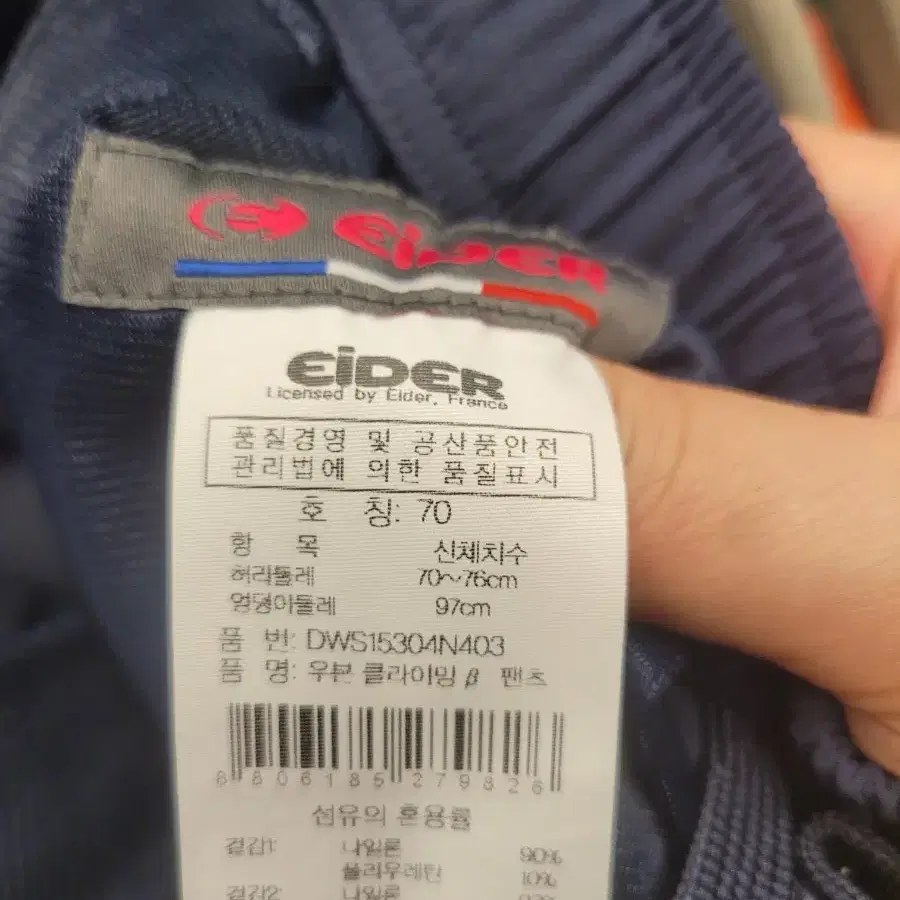 EiDER
EiDER
Licensed by Eider, France
품질경영 및 공산품안전
관리법에 의한 품질표시
호 칭: 70
항 목 신체치수
허리둘레 70~76cm
엉덩이둘레 97cm
품 번: DWS15304N403
품 명: 우븐 클라이밍 β 팬츠
8806185279826
섬유의 혼용률
겉감1: 나일론 90%
폴리우레탄 10%
겉감2: 나일론